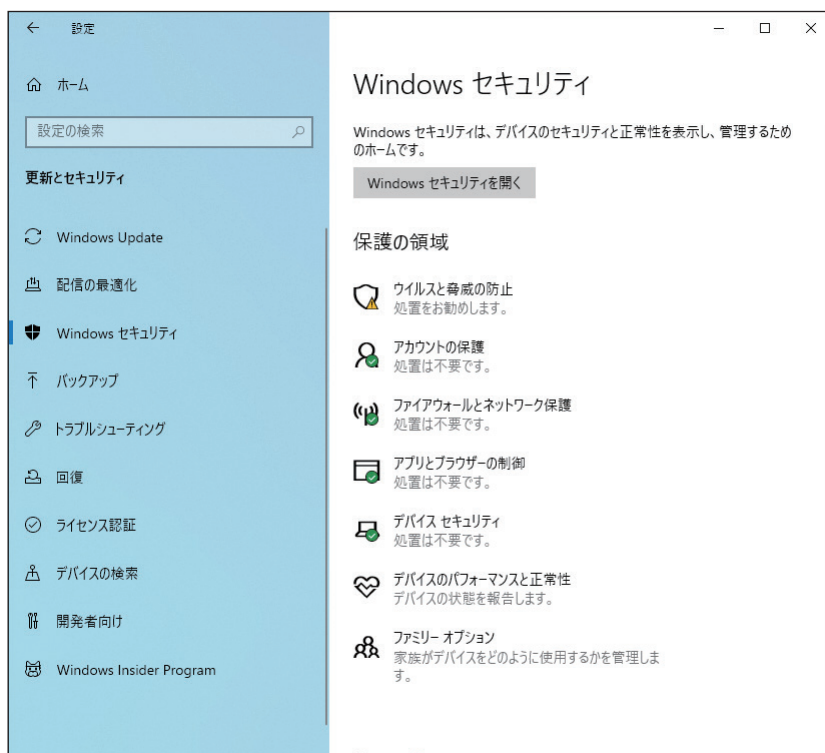 設定
ホーム
設定の検索
更新とセキュリティ
Windows Update
配信の最適化
Windows セキュリティ
バックアップ
トラブルシューティング
回復
ライセンス認証
デバイスの検索
開発者向け
Windows Insider Program
Windows セキュリティ
Windows セキュリティは、デバイスのセキュリティと正常性を表示し、管理するため
のホームです。
Windows セキュリティを開く
保護の領域
ウイルスと脅威の防止
処置をお勧めします。
アカウントの保護
処置は不要です。
ファイアウォールとネットワーク保護
処置は不要です。
アプリとブラウザーの制御
処置は不要です。
デバイス セキュリティ
処置は不要です。
デバイスのパフォーマンスと正常性
デバイスの状態を報告します。
ファミリー オプション
家族がデバイスをどのように使用するかを管理しま
す。